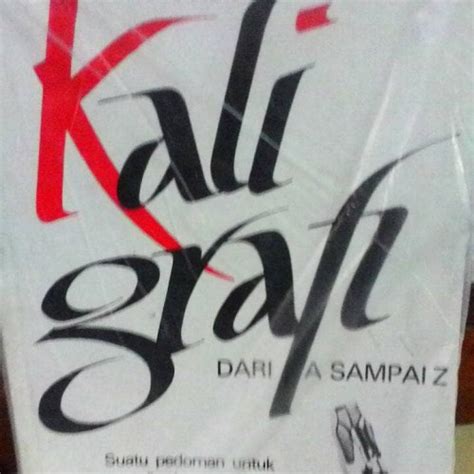 Kali
grafi
DARI A SAMPAI Z
Suatu pedoman untuk